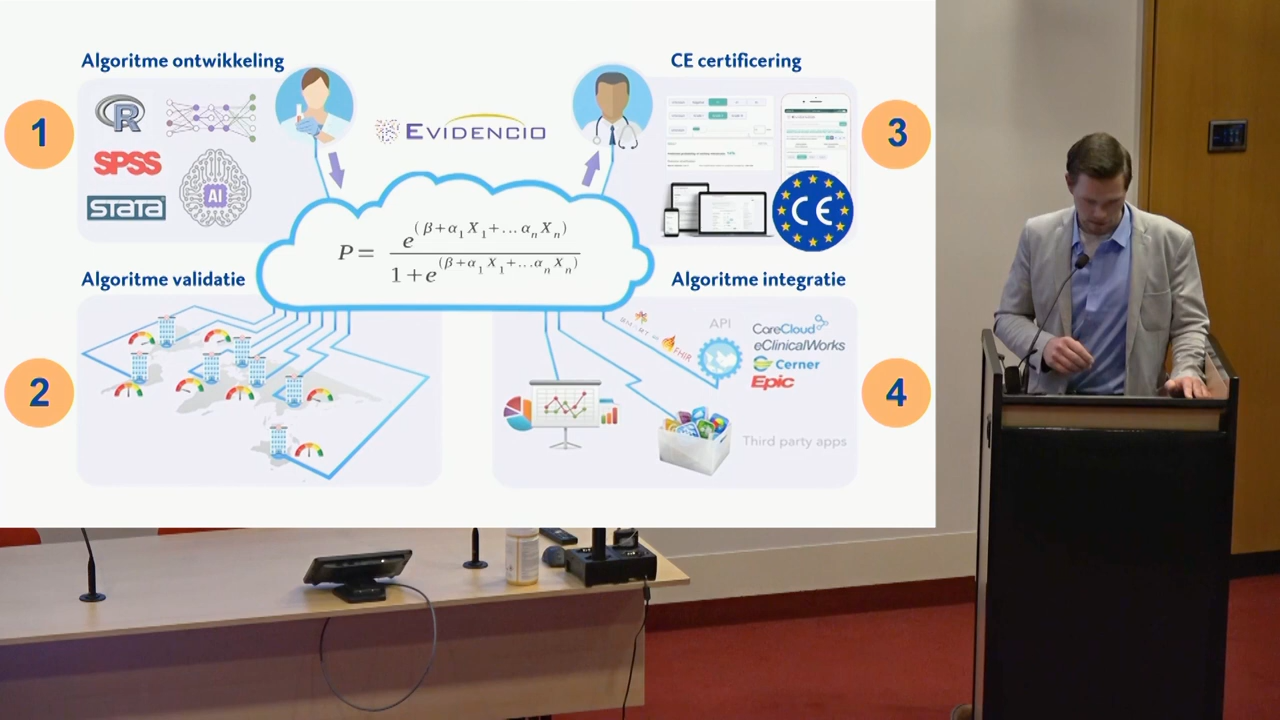 Algoritme ontwikkeling
1
R
SPSS
STATA
AI
EVIDENCIO
CE certificering
3
CE
P = e^(β+α₁X₁+...αₙXₙ) / 1+e^(β+α₁X₁+...αₙXₙ)
Algoritme validatie
2
Algoritme integratie
4
FHIR
API
CareCloud
eClinicalWorks
Cerner
Epic
Third party apps